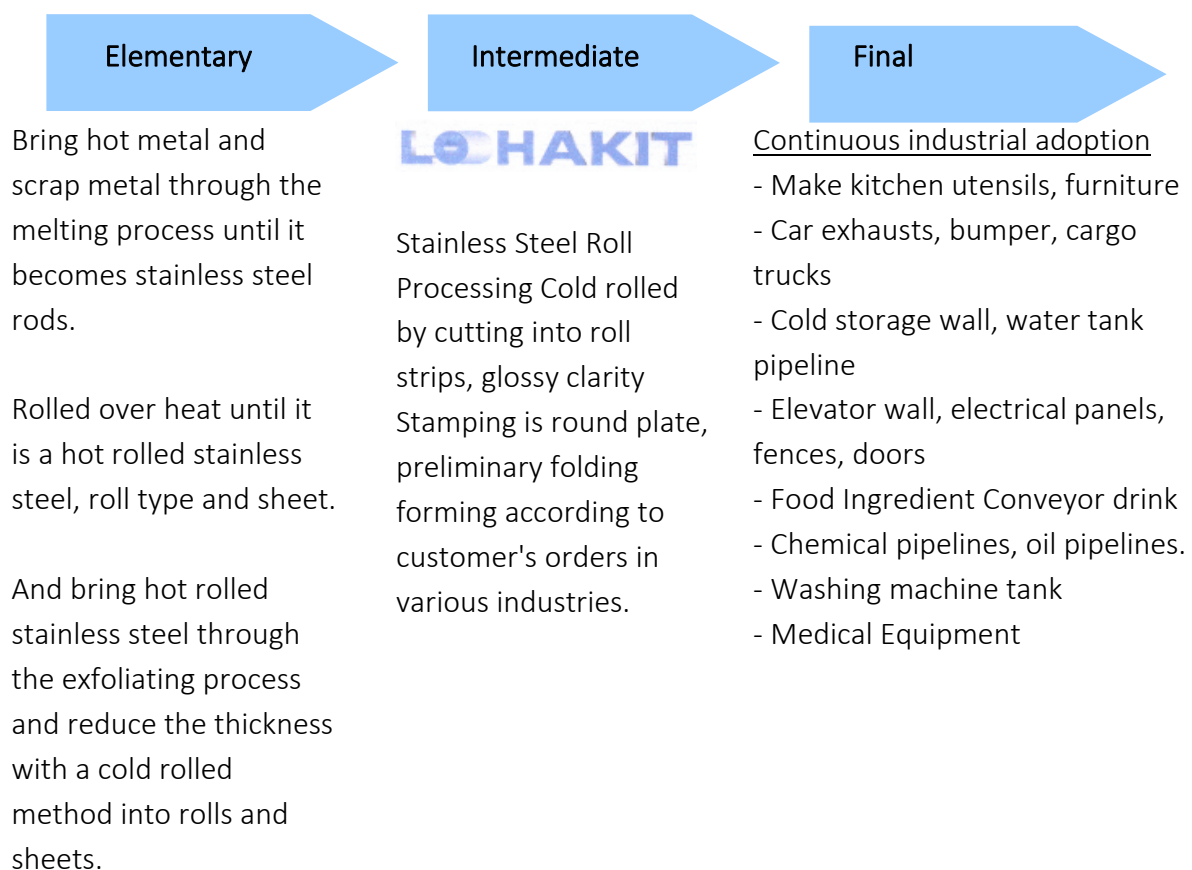 Elementary
Bring hot metal and
scrap metal through the
melting process until it
becomes stainless steel
rods.
Rolled over heat until it
is a hot rolled stainless
steel, roll type and sheet.
And bring hot rolled
stainless steel through
the exfoliating process
and reduce the thickness
with a cold rolled
method into rolls and
sheets.
Intermediate
LOHAKIT
Stainless Steel Roll
Processing Cold rolled
by cutting into roll
strips, glossy clarity
Stamping is round plate,
preliminary folding
forming according to
customer's orders in
various industries.
Final
Continuous industrial adoption
- Make kitchen utensils, furniture
- Car exhausts, bumper, cargo
trucks
- Cold storage wall, water tank
pipeline
- Elevator wall, electrical panels,
fences, doors
- Food Ingredient Conveyor drink
- Chemical pipelines, oil pipelines.
- Washing machine tank
- Medical Equipment